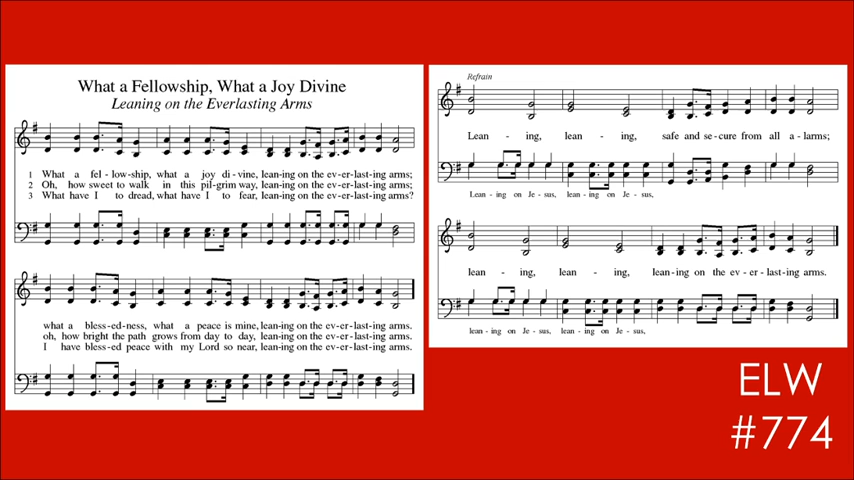 What a Fellowship, What a Joy Divine
Leaning on the Everlasting Arms
1 What a fel - low-ship, what a joy di - vine, lean-ing on the ev-er-last-ing arms;
2 Oh, how sweet to walk in this pil-grim way, lean-ing on the ev-er-last-ing arms;
3 What have I to dread, what have I to fear, lean-ing on the ev-er-last-ing arms?
what a bless-ed-ness, what a peace is mine, lean-ing on the ev-er-last-ing arms.
oh, how bright the path grows from day to day, lean-ing on the ev-er-last-ing arms.
I have bless-ed peace with my Lord so near, lean-ing on the ev-er-last-ing arms.
Refrain
Lean - ing, lean - ing, safe and se - cure from all a - larms;
Lean - ing on Je - sus, lean - ing on Je - sus,
lean - ing, lean - ing, lean-ing on the ev - er - last-ing arms.
lean - ing on Je - sus, lean - ing on Je - sus,
ELW
#774